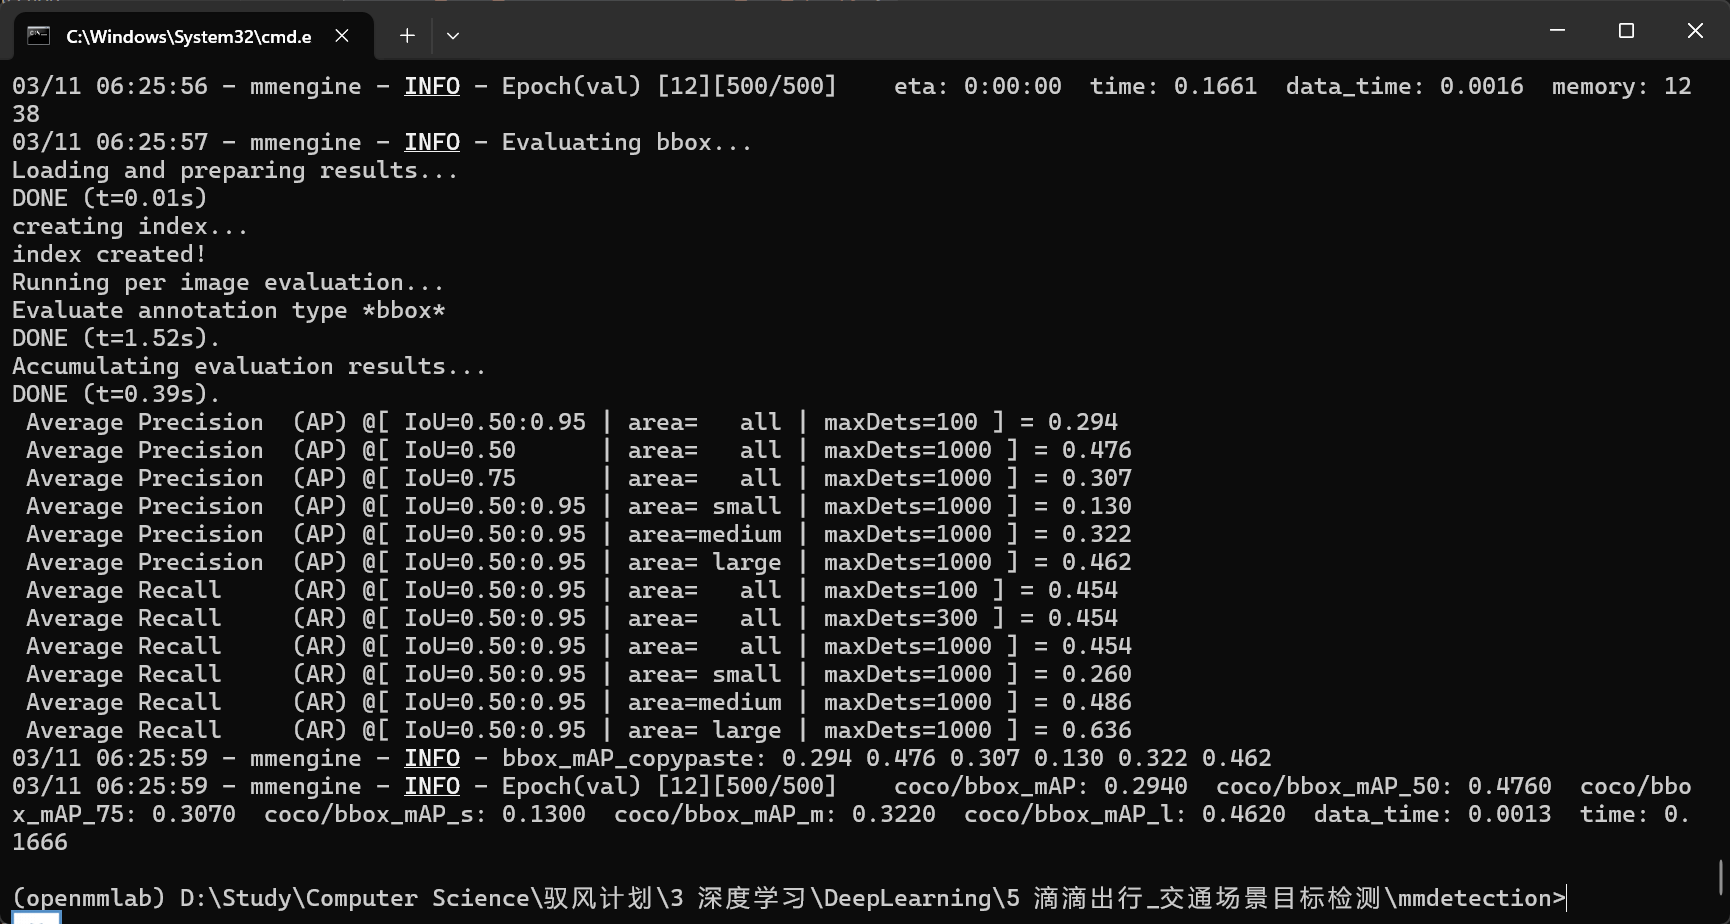 C:\Windows\System32\cmd.e
03/11 06:25:56 - mmengine - INFO - Epoch(val) [12][500/500]    eta: 0:00:00  time: 0.1661  data_time: 0.0016  memory: 12
38
03/11 06:25:57 - mmengine - INFO - Evaluating bbox...
Loading and preparing results...
DONE (t=0.01s)
creating index...
index created!
Running per image evaluation...
Evaluate annotation type *bbox*
DONE (t=1.52s).
Accumulating evaluation results...
DONE (t=0.39s).
 Average Precision  (AP) @[ IoU=0.50:0.95 | area=   all | maxDets=100 ] = 0.294
 Average Precision  (AP) @[ IoU=0.50      | area=   all | maxDets=1000 ] = 0.476
 Average Precision  (AP) @[ IoU=0.75      | area=   all | maxDets=1000 ] = 0.307
 Average Precision  (AP) @[ IoU=0.50:0.95 | area= small | maxDets=1000 ] = 0.130
 Average Precision  (AP) @[ IoU=0.50:0.95 | area=medium | maxDets=1000 ] = 0.322
 Average Precision  (AP) @[ IoU=0.50:0.95 | area= large | maxDets=1000 ] = 0.462
 Average Recall     (AR) @[ IoU=0.50:0.95 | area=   all | maxDets=100 ] = 0.454
 Average Recall     (AR) @[ IoU=0.50:0.95 | area=   all | maxDets=300 ] = 0.454
 Average Recall     (AR) @[ IoU=0.50:0.95 | area=   all | maxDets=1000 ] = 0.454
 Average Recall     (AR) @[ IoU=0.50:0.95 | area= small | maxDets=1000 ] = 0.260
 Average Recall     (AR) @[ IoU=0.50:0.95 | area=medium | maxDets=1000 ] = 0.486
 Average Recall     (AR) @[ IoU=0.50:0.95 | area= large | maxDets=1000 ] = 0.636
03/11 06:25:59 - mmengine - INFO - bbox_mAP_copypaste: 0.294 0.476 0.307 0.130 0.322 0.462
03/11 06:25:59 - mmengine - INFO - Epoch(val) [12][500/500]    coco/bbox_mAP: 0.2940  coco/bbox_mAP_50: 0.4760  coco/bbo
x_mAP_75: 0.3070  coco/bbox_mAP_s: 0.1300  coco/bbox_mAP_m: 0.3220  coco/bbox_mAP_l: 0.4620  data_time: 0.0013  time: 0.
1666
(openmmlab) D:\Study\Computer Science\驭风计划\3 深度学习\DeepLearning\5 滴滴出行_交通场景目标检测\mmdetection>